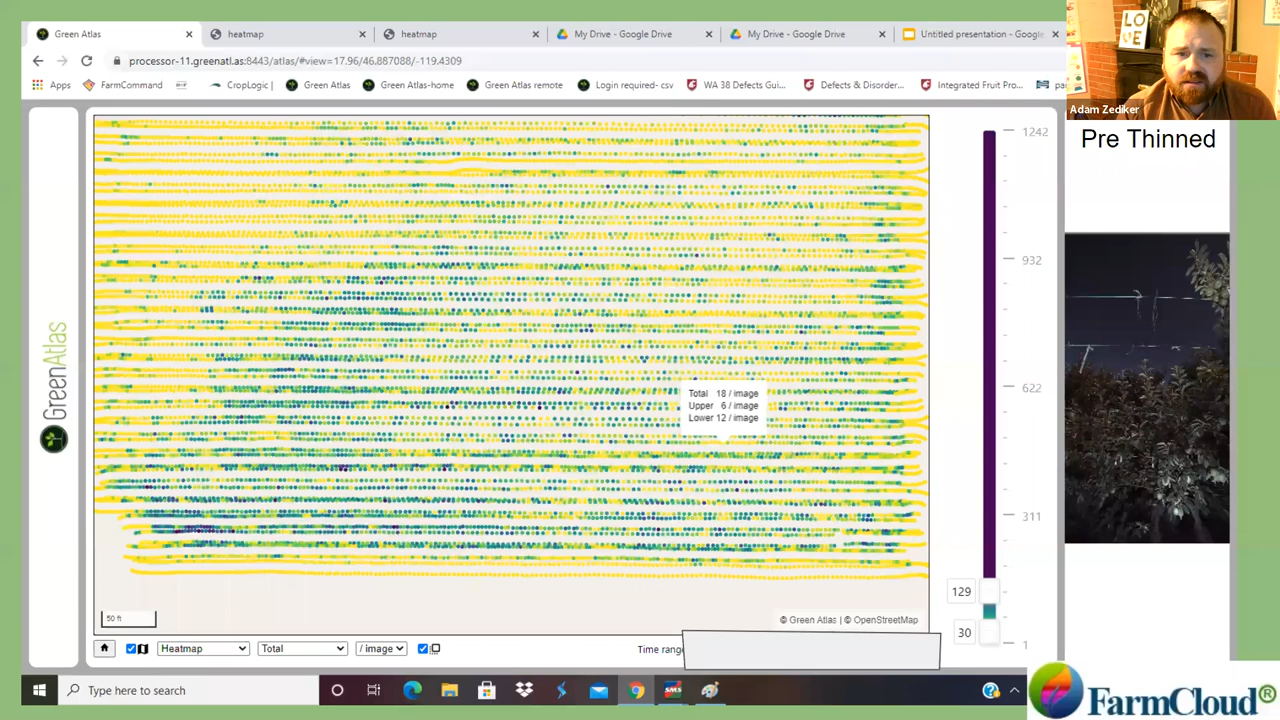 Green Atlas
heatmap
heatmap
My Drive - Google Drive
My Drive - Google Drive
Untitled presentation - Google
processor-11.greenatl.as:8443/atlas/#view=17.96/46.887088/-119.4309
Apps
FarmCommand
CropLogic |
Green Atlas
Green Atlas-home
Green Atlas remote
Login required- csv
WA 38 Defects Gui...
Defects & Disorder...
Integrated Fruit Pro...
LO
VE
Adam Zediker
Pre Thinned
GreenAtlas
Total 18 / image
Upper 6 / image
Lower 12 / image
1242
932
622
311
129
30
1
50 ft
© Green Atlas | © OpenStreetMap
Heatmap
Total
/ image
Time range
Type here to search
SMS
FarmCloud®